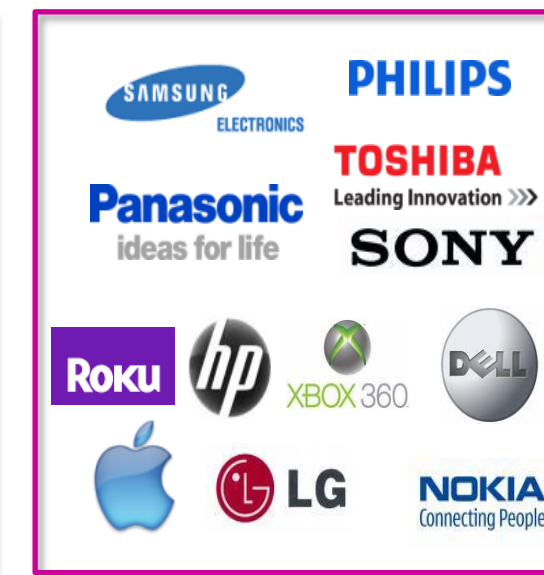 SAMSUNG
ELECTRONICS
PHILIPS
TOSHIBA
Leading Innovation >>>
Panasonic
ideas for life
SONY
ROKU
hp
XBOX 360
DELL
LG
LG
NOKIA
Connecting People